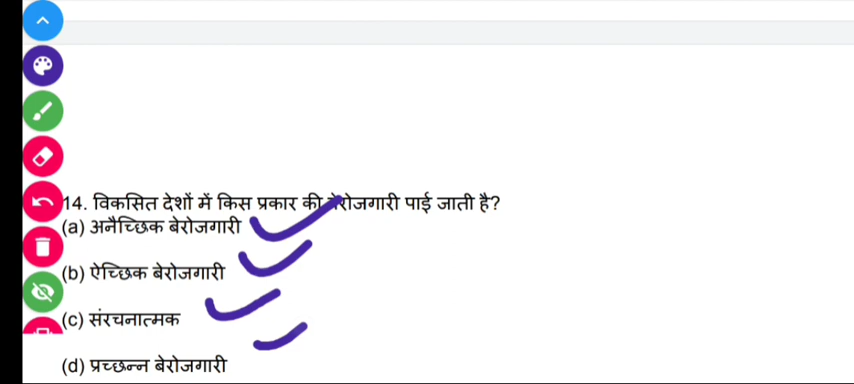 14. विकसित देशों में किस प्रकार की बेरोजगारी पाई जाती है?
(a) अनैच्छिक बेरोजगारी
(b) ऐच्छिक बेरोजगारी
(c) संरचनात्मक
(d) प्रच्छन्न बेरोजगारी